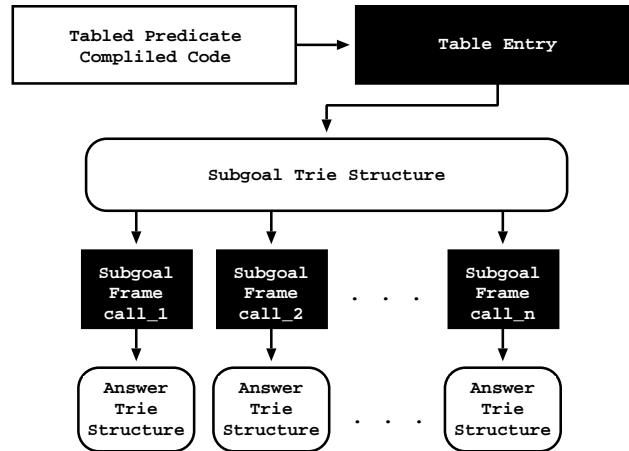 Tabled Predicate
Compliled Code
Table Entry
Subgoal Trie Structure
Subgoal
Frame
call_1
Subgoal
Frame
call_2
. . .
Subgoal
Frame
call_n
Answer
Trie
Structure
Answer
Trie
Structure
. . .
Answer
Trie
Structure